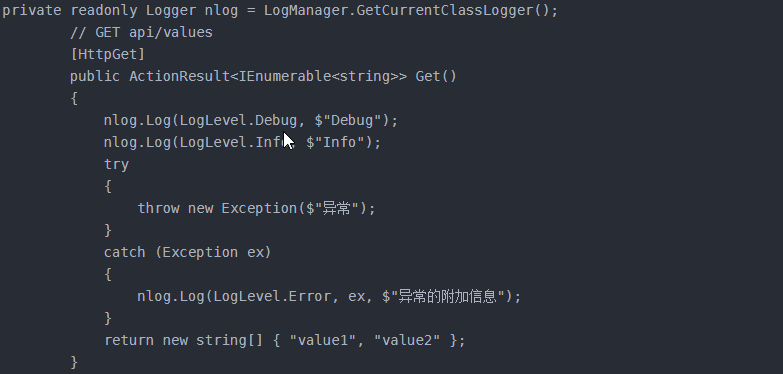 private readonly Logger nlog = LogManager.GetCurrentClassLogger();
// GET api/values
[HttpGet]
public ActionResult<IEnumerable<string>> Get()
{
nlog.Log(LogLevel.Debug, $"Debug");
nlog.Log(LogLevel.Info, $"Info");
try
{
throw new Exception($"异常");
}
catch (Exception ex)
{
nlog.Log(LogLevel.Error, ex, $"异常的附加信息");
}
return new string[] { "value1", "value2" };
}